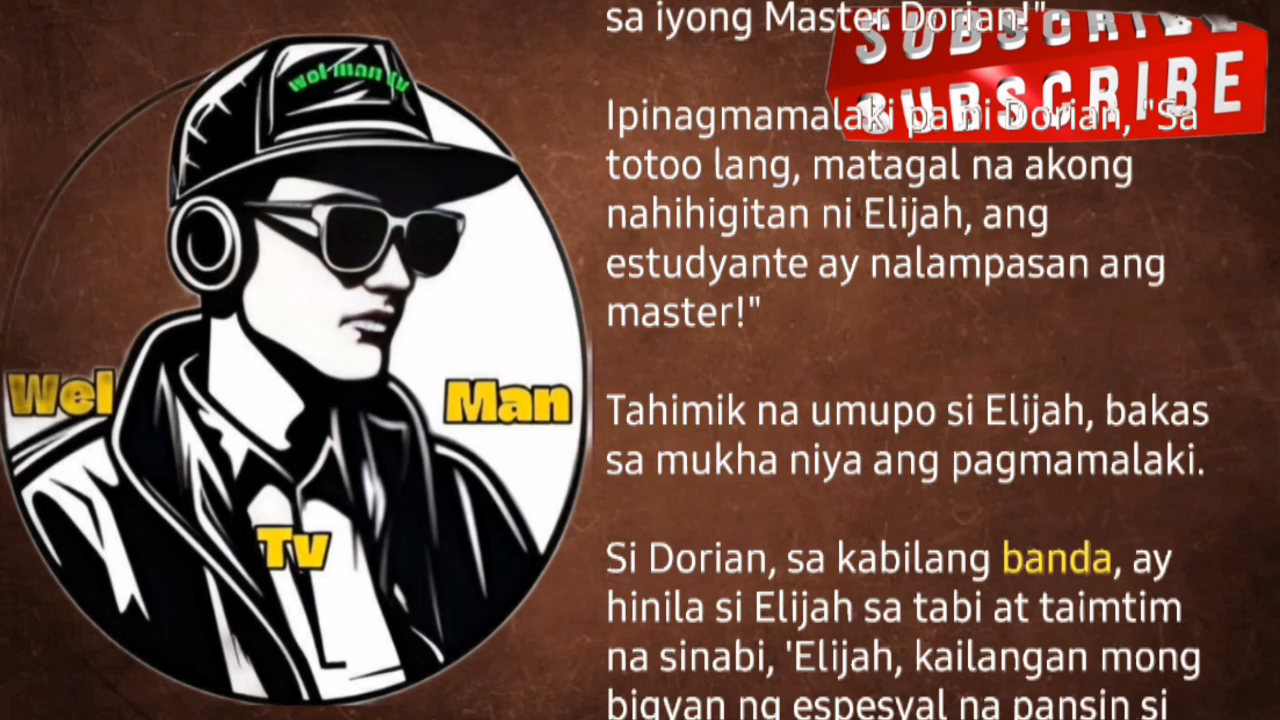 wel man tv
Wel
Man
Tv
SUBSCRIBE
SUBSCRIBE
sa iyong Master Dorian!"
Ipinagmamalaki pa ni Dorian, "Sa
totoo lang, matagal na akong
nahihigitan ni Elijah, ang
estudyante ay nalampasan ang
master!"
Tahimik na umupo si Elijah, bakas
sa mukha niya ang pagmamalaki.
Si Dorian, sa kabilang banda, ay
hinila si Elijah sa tabi at taimtim
na sinabi, 'Elijah, kailangan mong
bigyan ng espesyal na pansin si